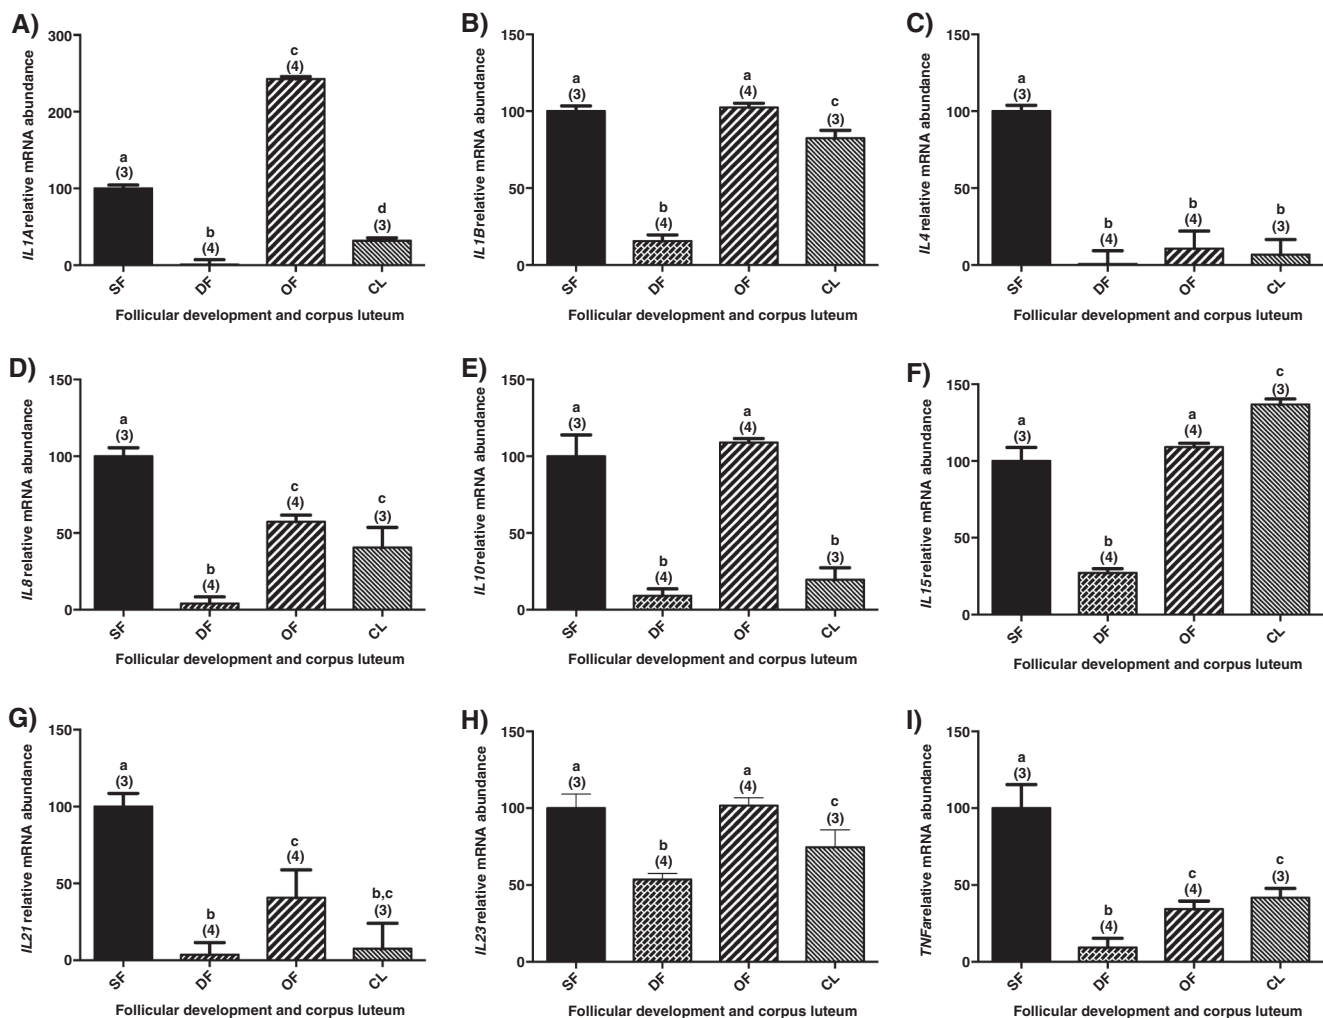 A)
IL1A relative mRNA abundance
300
200
100
0
a
(3)
b
(4)
c
(4)
d
(3)
SF
DF
OF
CL
Follicular development and corpus luteum
B)
IL1B relative mRNA abundance
150
100
50
0
a
(3)
b
(4)
a
(4)
c
(3)
SF
DF
OF
CL
Follicular development and corpus luteum
C)
IL4 relative mRNA abundance
150
100
50
0
a
(3)
b
(4)
b
(4)
b
(3)
SF
DF
OF
CL
Follicular development and corpus luteum
D)
IL8 relative mRNA abundance
150
100
50
0
a
(3)
b
(4)
c
(4)
c
(3)
SF
DF
OF
CL
Follicular development and corpus luteum
E)
IL10 relative mRNA abundance
150
100
50
0
a
(3)
b
(4)
a
(4)
b
(3)
SF
DF
OF
CL
Follicular development and corpus luteum
F)
IL15 relative mRNA abundance
150
100
50
0
a
(3)
b
(4)
a
(4)
c
(3)
SF
DF
OF
CL
Follicular development and corpus luteum
G)
IL21 relative mRNA abundance
150
100
50
0
a
(3)
b
(4)
c
(4)
b,c
(3)
SF
DF
OF
CL
Follicular development and corpus luteum
H)
IL23 relative mRNA abundance
150
100
50
0
a
(3)
b
(4)
a
(4)
c
(3)
SF
DF
OF
CL
Follicular development and corpus luteum
I)
TNFa relative mRNA abundance
150
100
50
0
a
(3)
b
(4)
c
(4)
c
(3)
SF
DF
OF
CL
Follicular development and corpus luteum